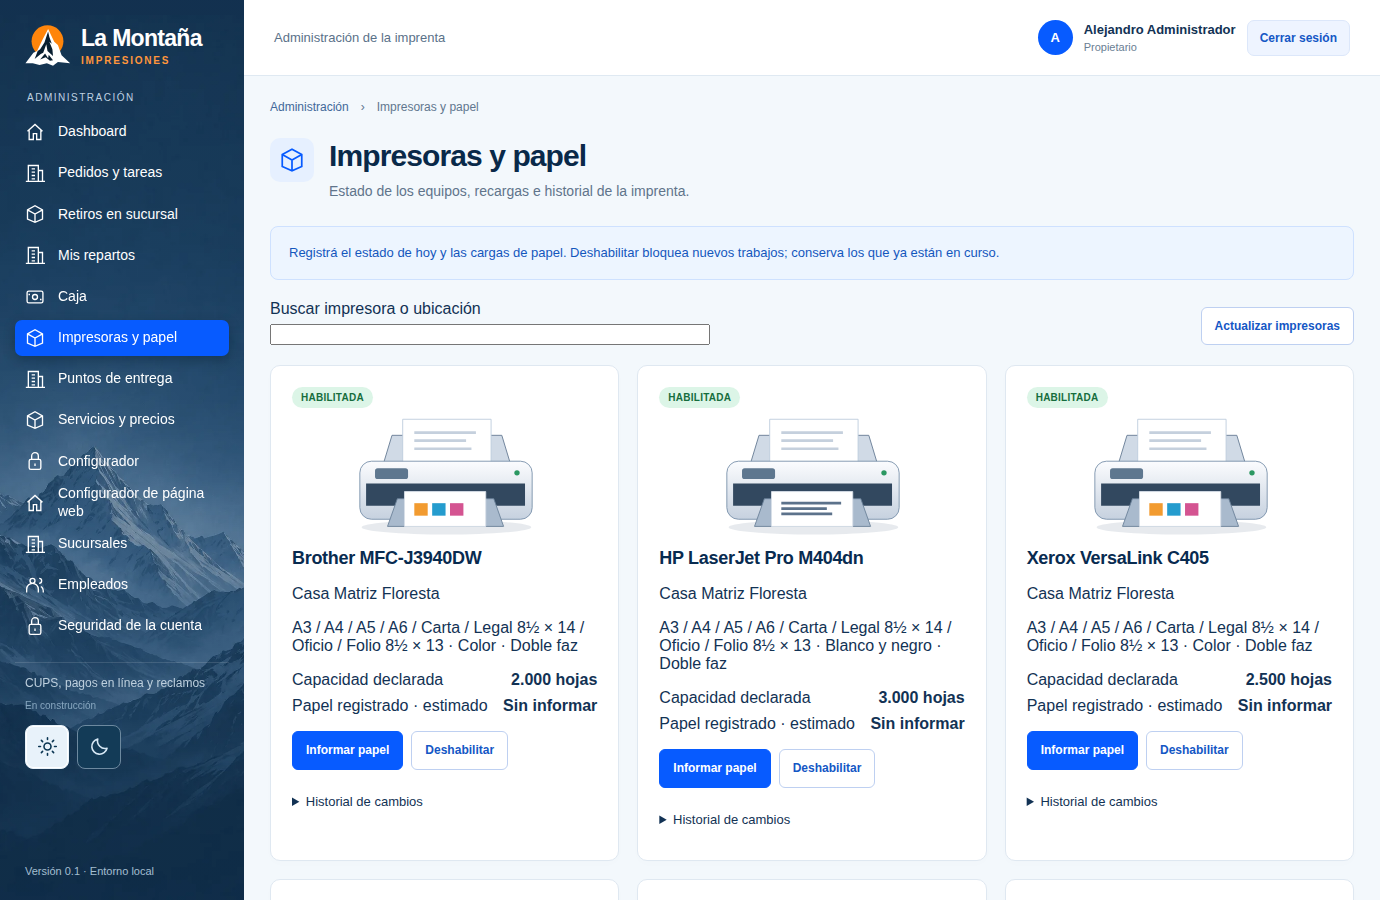 La Montaña
IMPRESIONES
ADMINISTRACIÓN
Dashboard
Pedidos y tareas
Retiros en sucursal
Mis repartos
Caja
Impresoras y papel
Puntos de entrega
Servicios y precios
Configurador
Configurador de página
web
Sucursales
Empleados
Seguridad de la cuenta
CUPS, pagos en línea y reclamos
En construcción
Versión 0.1 · Entorno local
Administración de la imprenta
A
Alejandro Administrador
Propietario
Cerrar sesión
Administración › Impresoras y papel
Impresoras y papel
Estado de los equipos, recargas e historial de la imprenta.
Registrá el estado de hoy y las cargas de papel. Deshabilitar bloquea nuevos trabajos; conserva los que ya están en curso.
Buscar impresora o ubicación
Actualizar impresoras
HABILITADA
Brother MFC-J3940DW
Casa Matriz Floresta
A3 / A4 / A5 / A6 / Carta / Legal 8½ × 14 /
Oficio / Folio 8½ × 13 · Color · Doble faz
Capacidad declarada 2.000 hojas
Papel registrado · estimado Sin informar
Informar papel Deshabilitar
Historial de cambios
HABILITADA
HP LaserJet Pro M404dn
Casa Matriz Floresta
A3 / A4 / A5 / A6 / Carta / Legal 8½ × 14 /
Oficio / Folio 8½ × 13 · Blanco y negro ·
Doble faz
Capacidad declarada 3.000 hojas
Papel registrado · estimado Sin informar
Informar papel Deshabilitar
Historial de cambios
HABILITADA
Xerox VersaLink C405
Casa Matriz Floresta
A3 / A4 / A5 / A6 / Carta / Legal 8½ × 14 /
Oficio / Folio 8½ × 13 · Color · Doble faz
Capacidad declarada 2.500 hojas
Papel registrado · estimado Sin informar
Informar papel Deshabilitar
Historial de cambios